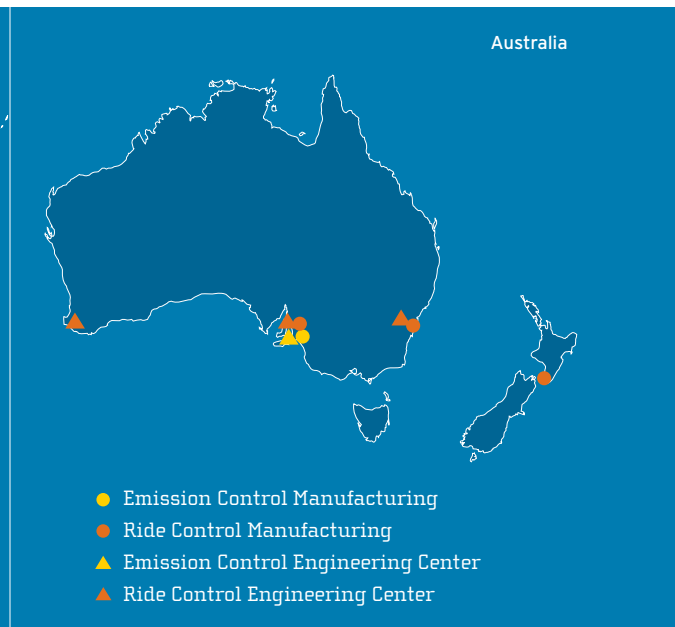 Australia
Emission Control Manufacturing
Ride Control Manufacturing
Emission Control Engineering Center
Ride Control Engineering Center